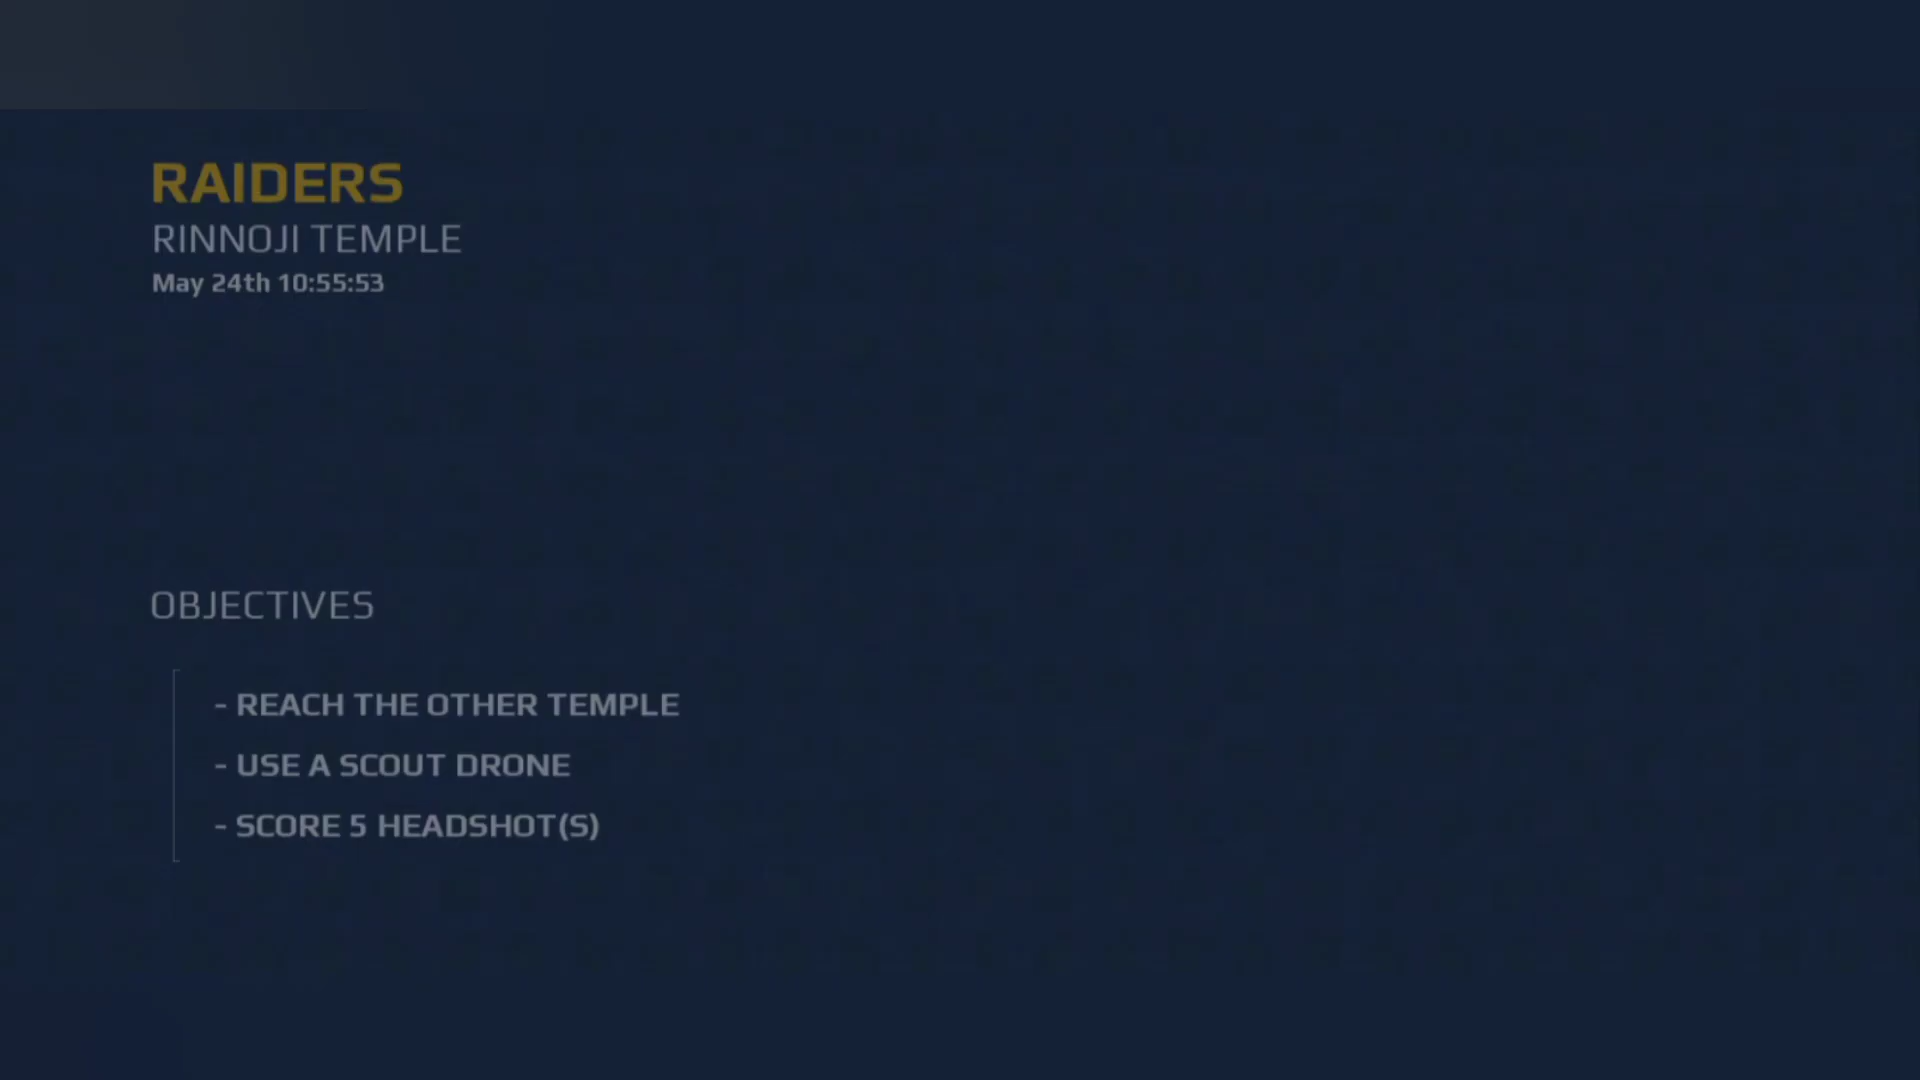 RAIDERS
RINNOJI TEMPLE
May 24th 10:55:53
OBJECTIVES
- REACH THE OTHER TEMPLE
- USE A SCOUT DRONE
- SCORE 5 HEADSHOT(S)